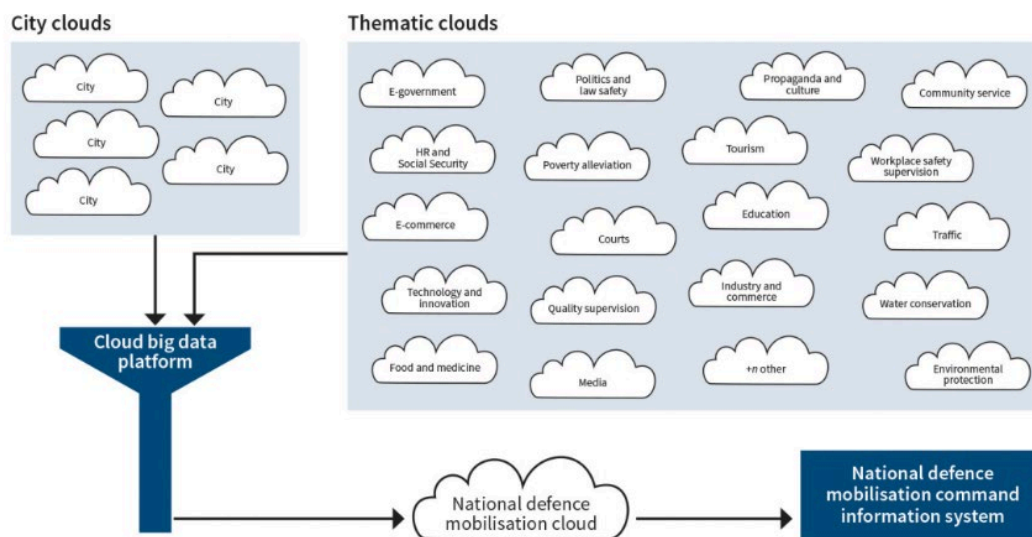 City clouds
City
City
City
City
City
Thematic clouds
E-government
Politics and
law safety
Propaganda and
culture
Community service
HR and
Social Security
Poverty alleviation
Tourism
Workplace safety
supervision
E-commerce
Courts
Education
Traffic
Technology and
innovation
Quality supervision
Industry and
commerce
Water conservation
Food and medicine
Media
+n other
Environmental
protection
Cloud big data
platform
National defence
mobilisation cloud
National defence
mobilisation command
information system